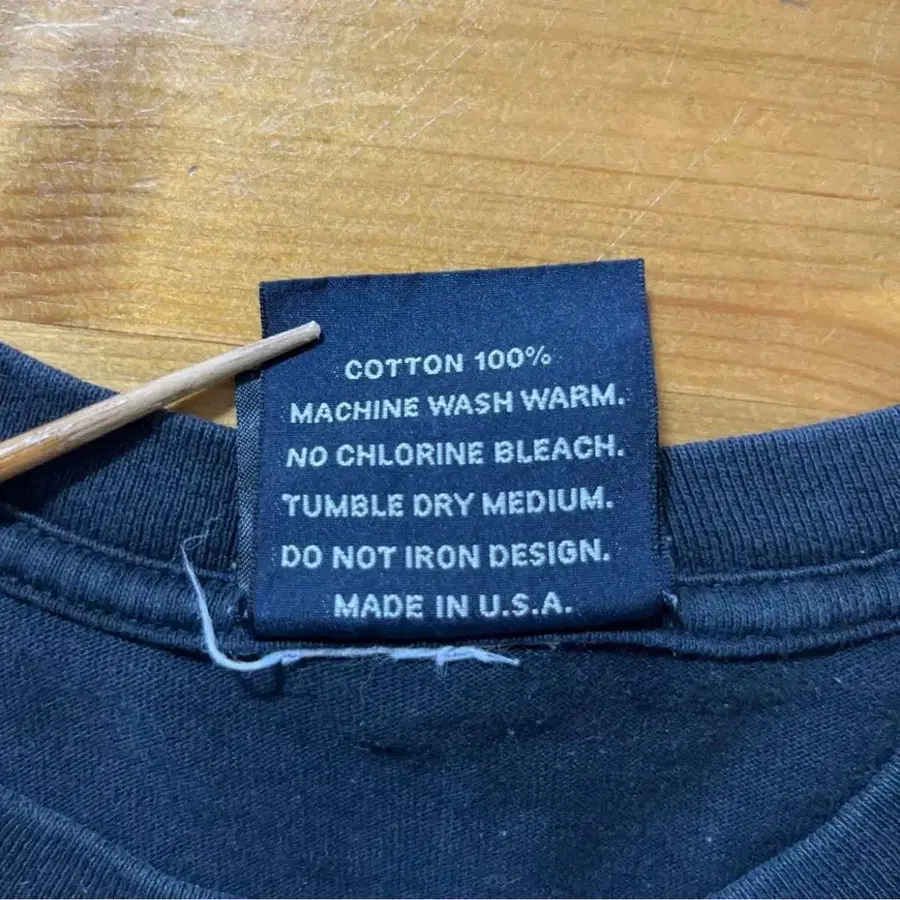 COTTON 100%
MACHINE WASH WARM.
NO CHLORINE BLEACH.
TUMBLE DRY MEDIUM.
DO NOT IRON DESIGN.
MADE IN U.S.A.